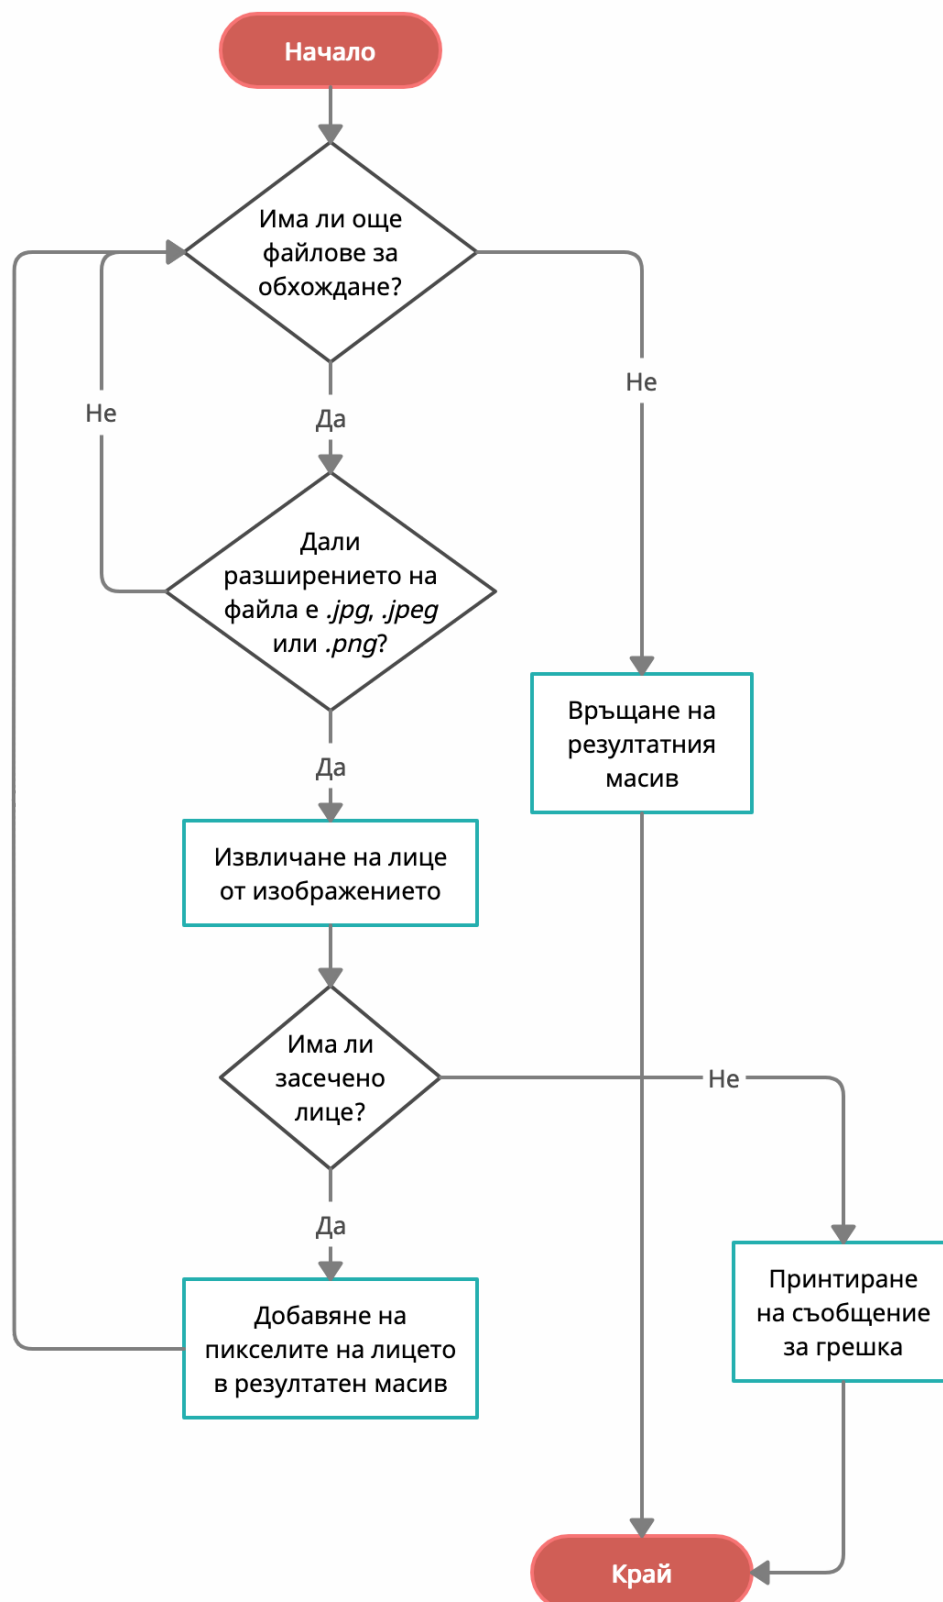 Начало
Има ли още
файлове за
обхождане?
Не
Да
Не
Дали
разширението на
файла е .jpg, .jpeg
или .png?
Връщане на
резултатния
масив
Да
Извличане на лице
от изображението
Има ли
засечено
лице?
Не
Да
Принтиране
на съобщение
за грешка
Добавяне на
пикселите на лицето
в резултатен масив
Край